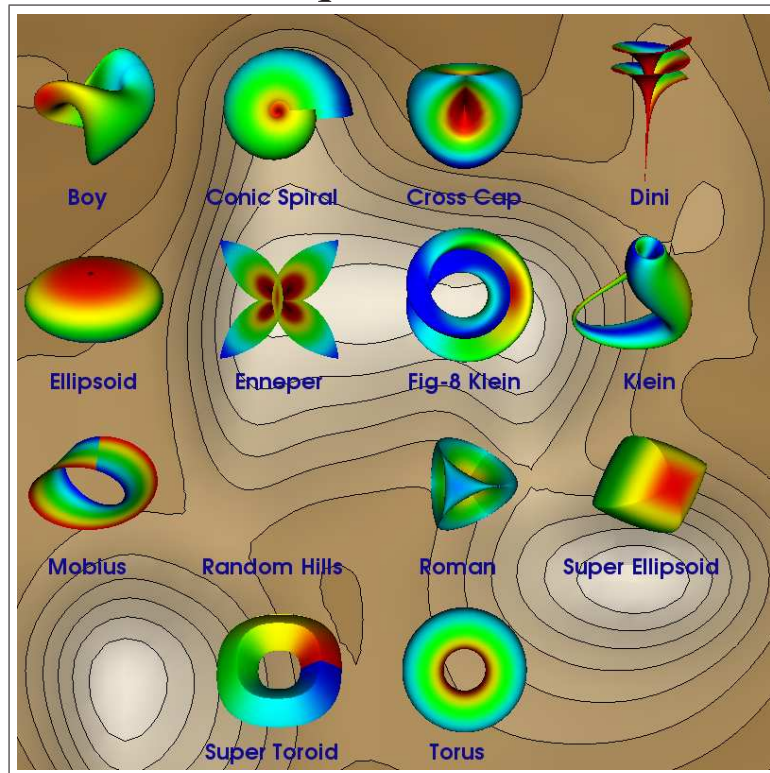 Boy Conic Spiral Cross Cap Dini
Ellipsoid Enneper Fig-8 Klein Klein
Mobius Random Hills Roman Super Ellipsoid
Super Toroid Torus